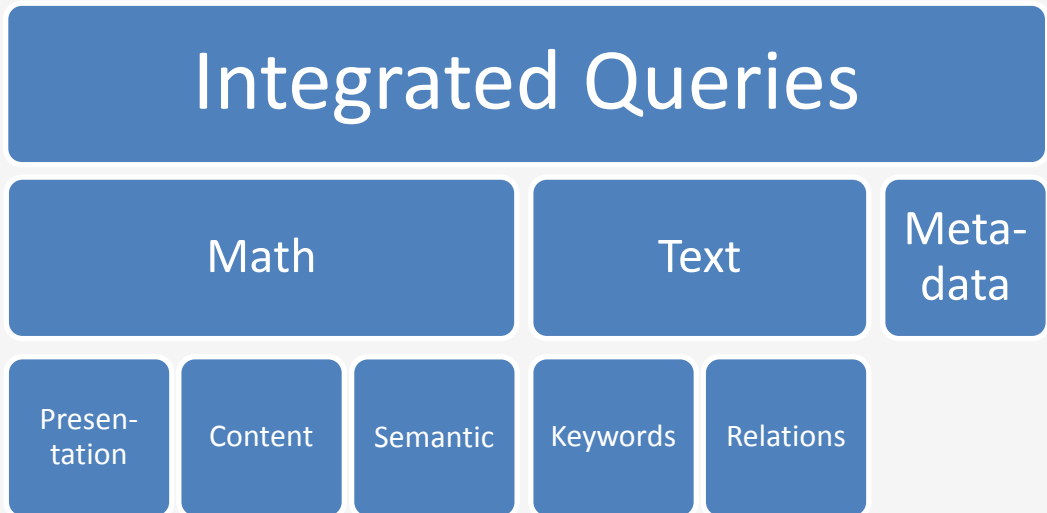 Integrated Queries
Math
Text
Meta-
data
Presen-
tation
Content
Semantic
Keywords
Relations